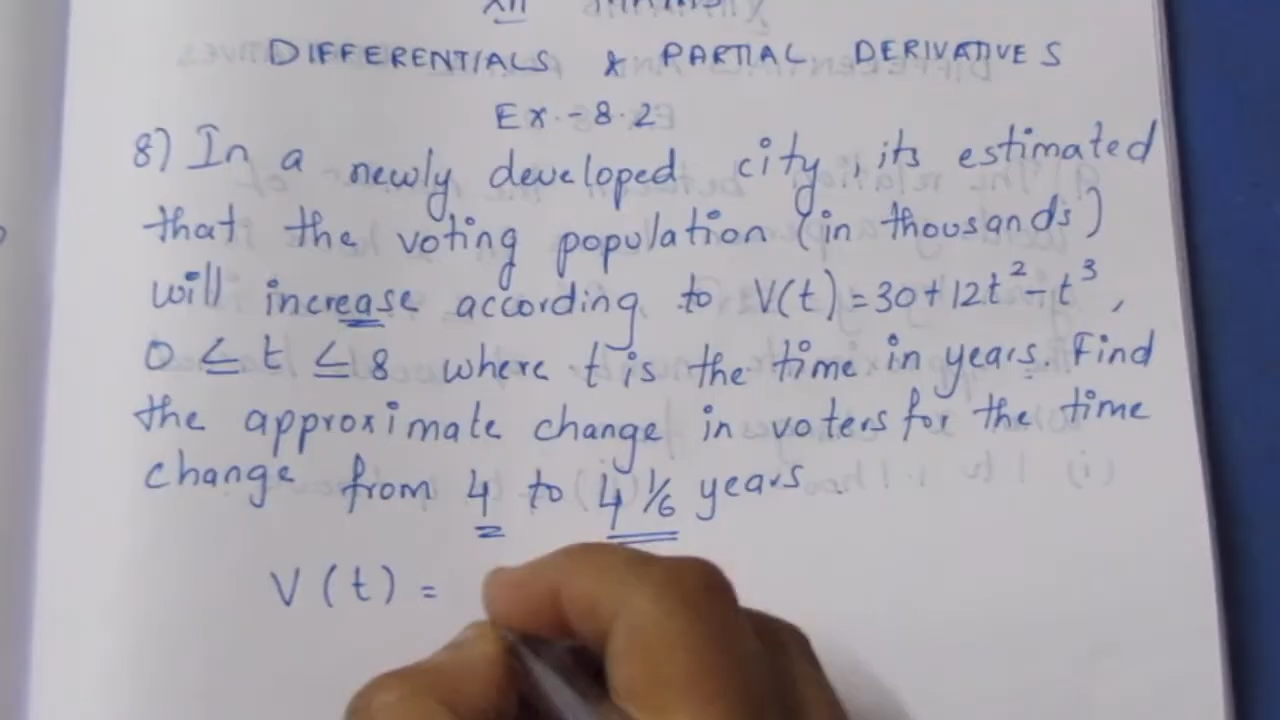 DIFFERENTIALS & PARTIAL DERIVATIVES
Ex - 8.2
8) In a newly developed city, its estimated
that the voting population (in thousands)
will increase according to V(t) = 30 + 12t² - t³,
0 ≤ t ≤ 8 where t is the time in years. Find
the approximate change in voters for the time
change from 4 to 4 1/6 years.
V(t) =